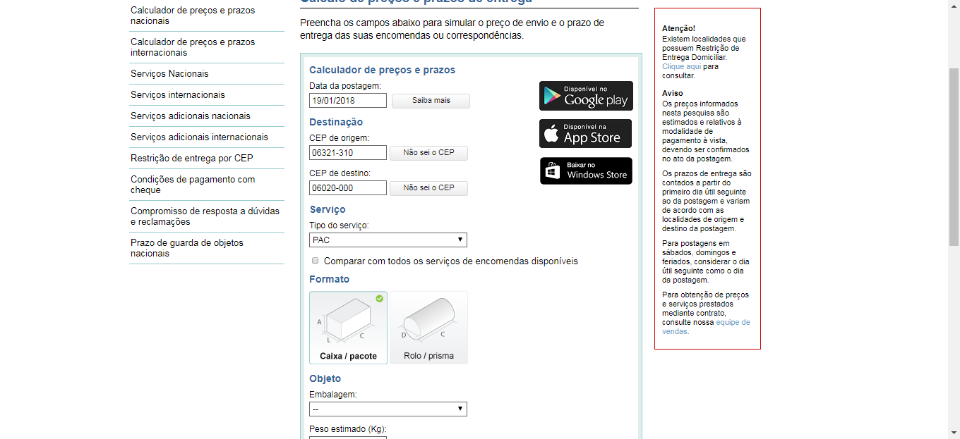 Calculador de preços e prazos
nacionais
Calculador de preços e prazos
internacionais
Serviços Nacionais
Serviços internacionais
Serviços adicionais nacionais
Serviços adicionais internacionais
Restrição de entrega por CEP
Condições de pagamento com
cheque
Compromisso de resposta a dúvidas
e reclamações
Prazo de guarda de objetos
nacionais
Cálculo de preços e prazos de entrega
Preencha os campos abaixo para simular o preço de envio e o prazo de
entrega das suas encomendas ou correspondências.
Calculador de preços e prazos
Data da postagem:
19/01/2018
Saiba mais
Destinação
CEP de origem:
06321-310
Não sei o CEP
CEP de destino:
06020-000
Não sei o CEP
Serviço
Tipo do serviço:
PAC
Comparar com todos os serviços de encomendas disponíveis
Formato
A
L
C
Caixa / pacote
D
C
Rolo / prisma
Objeto
Embalagem:
--
Peso estimado (Kg):
Disponível no
Google play
Disponível na
App Store
Baixar no
Windows Store
Atenção!
Existem localidades que
possuem Restrição de
Entrega Domiciliar.
Clique aqui para
consultar.
Aviso
Os preços informados
nesta pesquisa são
estimados e relativos à
modalidade de
pagamento à vista,
devendo ser confirmados
no ato da postagem.
Os prazos de entrega são
contados a partir do
primeiro dia útil seguinte
ao da postagem e variam
de acordo com as
localidades de origem e
destino da postagem.
Para postagens em
sábados, domingos e
feriados, considerar o dia
útil seguinte como o dia
da postagem.
Para obtenção de preços
e serviços prestados
mediante contrato,
consulte nossa equipe de
vendas.